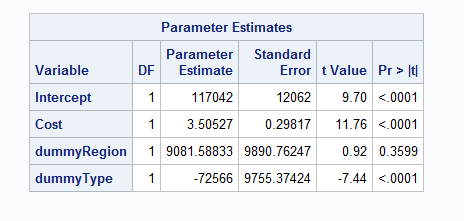 Parameter Estimates
Variable DF Parameter Estimate Standard Error t Value Pr > |t|
Intercept 1 117042 12062 9.70 <.0001
Cost 1 3.50527 0.29817 11.76 <.0001
dummyRegion 1 9081.58833 9890.76247 0.92 0.3599
dummyType 1 -72566 9755.37424 -7.44 <.0001